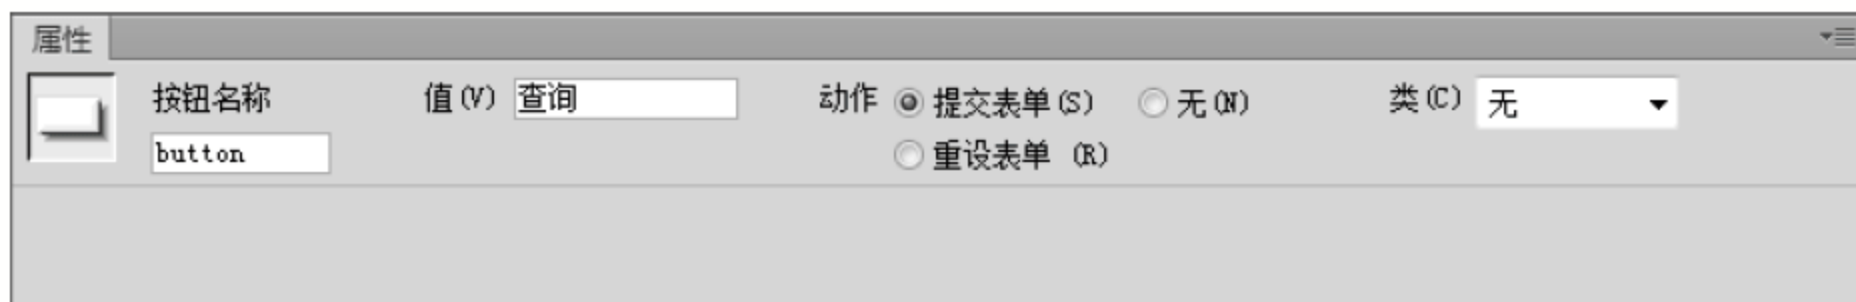 属性
按钮名称 值(V) 查询 动作 提交表单(S) 无(N) 类(C) 无
button 重设表单 (R)